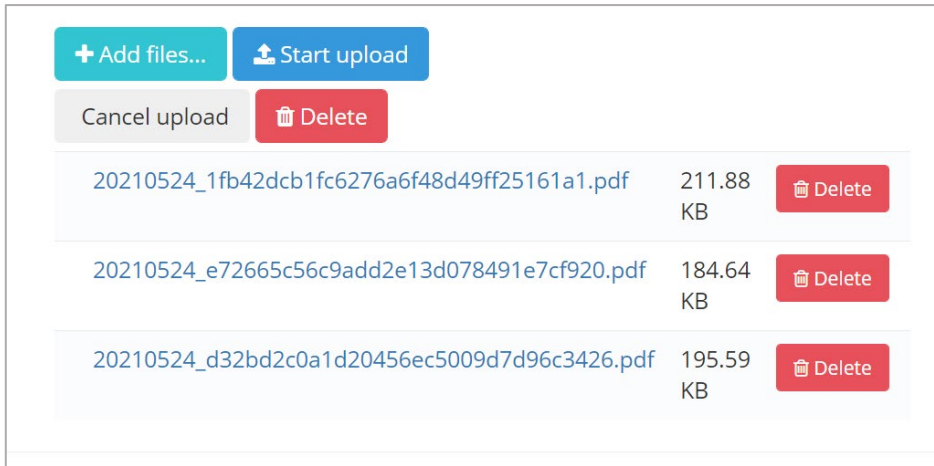 Add files...
Start upload
Cancel upload
Delete
20210524_1fb42dcb1fc6276a6f48d49ff25161a1.pdf
211.88
KB
Delete
20210524_e72665c56c9add2e13d078491e7cf920.pdf
184.64
KB
Delete
20210524_d32bd2c0a1d20456ec5009d7d96c3426.pdf
195.59
KB
Delete